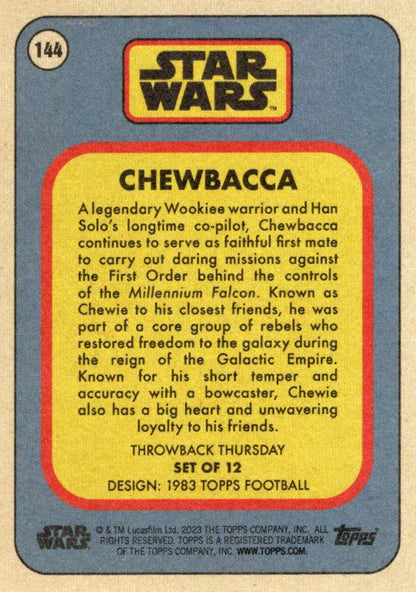 144
STAR
WARS™
CHEWBACCA
A legendary Wookiee warrior and Han
Solo's longtime co-pilot, Chewbacca
continues to serve as faithful first mate
to carry out daring missions against
the First Order behind the controls
of the Millennium Falcon. Known as
Chewie to his closest friends, he was
part of a core group of rebels who
restored freedom to the galaxy during
the reign of the Galactic Empire.
Known for his short temper and
accuracy with a bowcaster, Chewie
also has a big heart and unwavering
loyalty to his friends.
THROWBACK THURSDAY
SET OF 12
DESIGN: 1983 TOPPS FOOTBALL
STAR
WARS
© & TM Lucasfilm Ltd. 2023 THE TOPPS COMPANY, INC. ALL
RIGHTS RESERVED. TOPPS IS A REGISTERED TRADEMARK
OF THE TOPPS COMPANY, INC. WWW.TOPPS.COM.
topps®